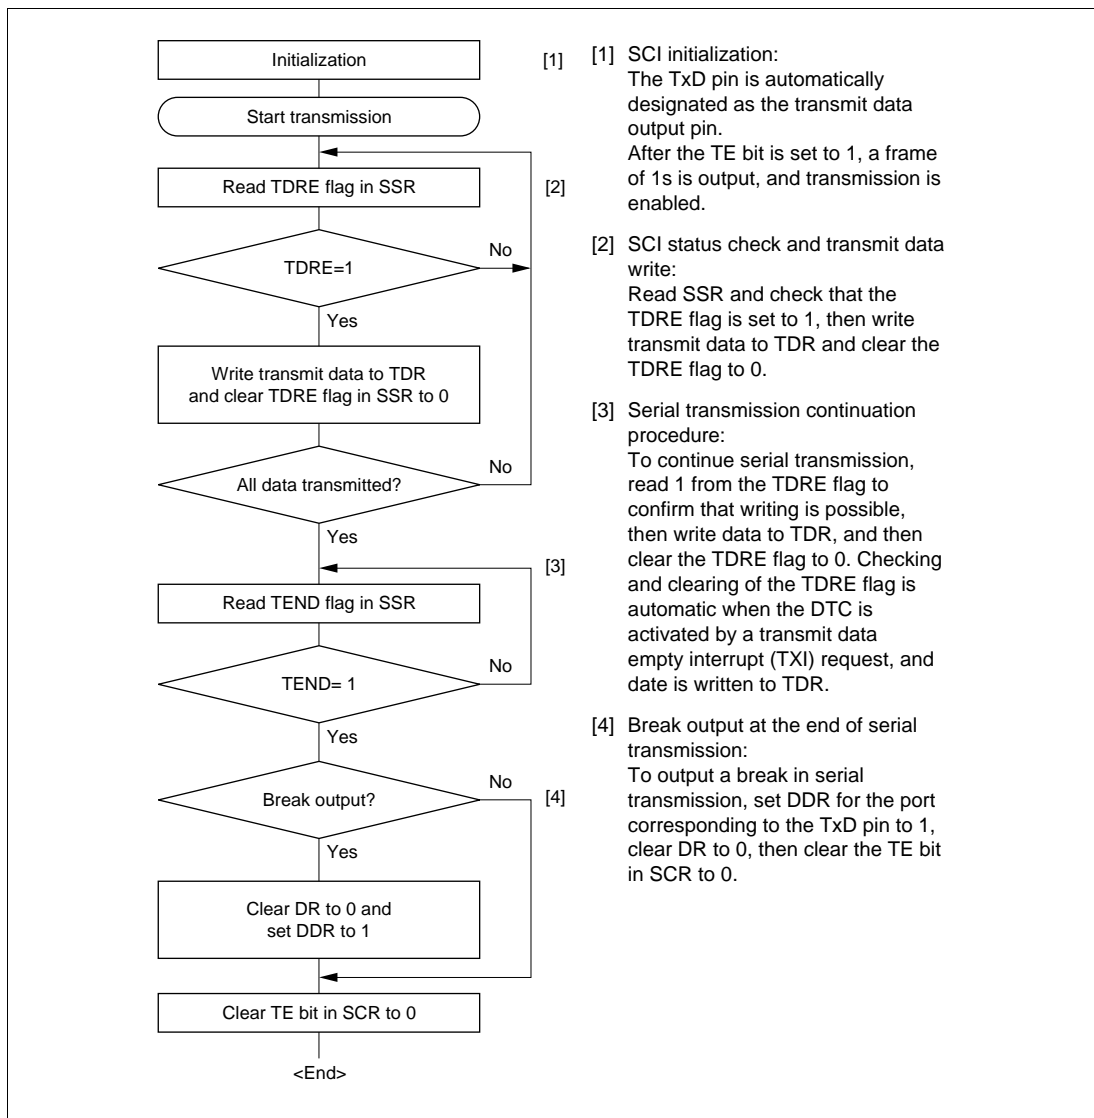 Initialization
[1]
Start transmission
Read TDRE flag in SSR
[2]
No
TDRE=1
Yes
Write transmit data to TDR
and clear TDRE flag in SSR to 0
No
All data transmitted?
Yes
[3]
Read TEND flag in SSR
No
TEND= 1
Yes
No
Break output?
[4]
Yes
Clear DR to 0 and
set DDR to 1
Clear TE bit in SCR to 0
<End>
[1] SCI initialization:
The TxD pin is automatically
designated as the transmit data
output pin.
After the TE bit is set to 1, a frame
of 1s is output, and transmission is
enabled.
[2] SCI status check and transmit data
write:
Read SSR and check that the
TDRE flag is set to 1, then write
transmit data to TDR and clear the
TDRE flag to 0.
[3] Serial transmission continuation
procedure:
To continue serial transmission,
read 1 from the TDRE flag to
confirm that writing is possible,
then write data to TDR, and then
clear the TDRE flag to 0. Checking
and clearing of the TDRE flag is
automatic when the DTC is
activated by a transmit data
empty interrupt (TXI) request, and
date is written to TDR.
[4] Break output at the end of serial
transmission:
To output a break in serial
transmission, set DDR for the port
corresponding to the TxD pin to 1,
clear DR to 0, then clear the TE bit
in SCR to 0.